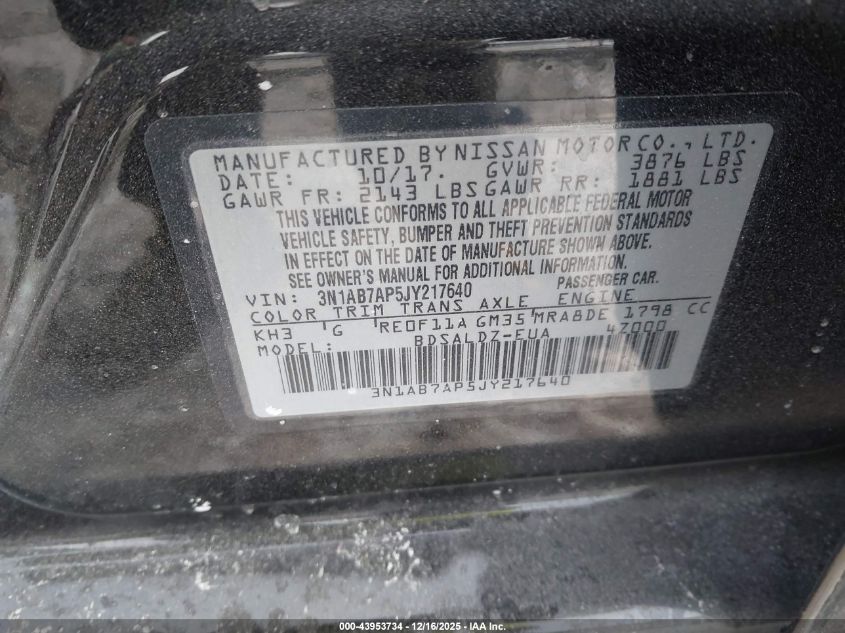 MANUFACTURED BY NISSAN MOTOR CO., LTD.
DATE: 10/17. GVWR: 3876 LBS
GAWR FR: 2143 LBS GAWR RR: 1881 LBS
THIS VEHICLE CONFORMS TO ALL APPLICABLE FEDERAL MOTOR
VEHICLE SAFETY, BUMPER AND THEFT PREVENTION STANDARDS
IN EFFECT ON THE DATE OF MANUFACTURE SHOWN ABOVE.
SEE OWNER'S MANUAL FOR ADDITIONAL INFORMATION.
VIN: 3N1AB7AP5JY217640 PASSENGER CAR.
COLOR TRIM TRANS AXLE ENGINE
KH3 G RE0F11A GM35 MRA8DE 1798 CC
MODEL: BDSALDZ-EUA 4Z000
3N1AB7AP5JY217640
000-43953734 - 12/16/2025 - IAA Inc.